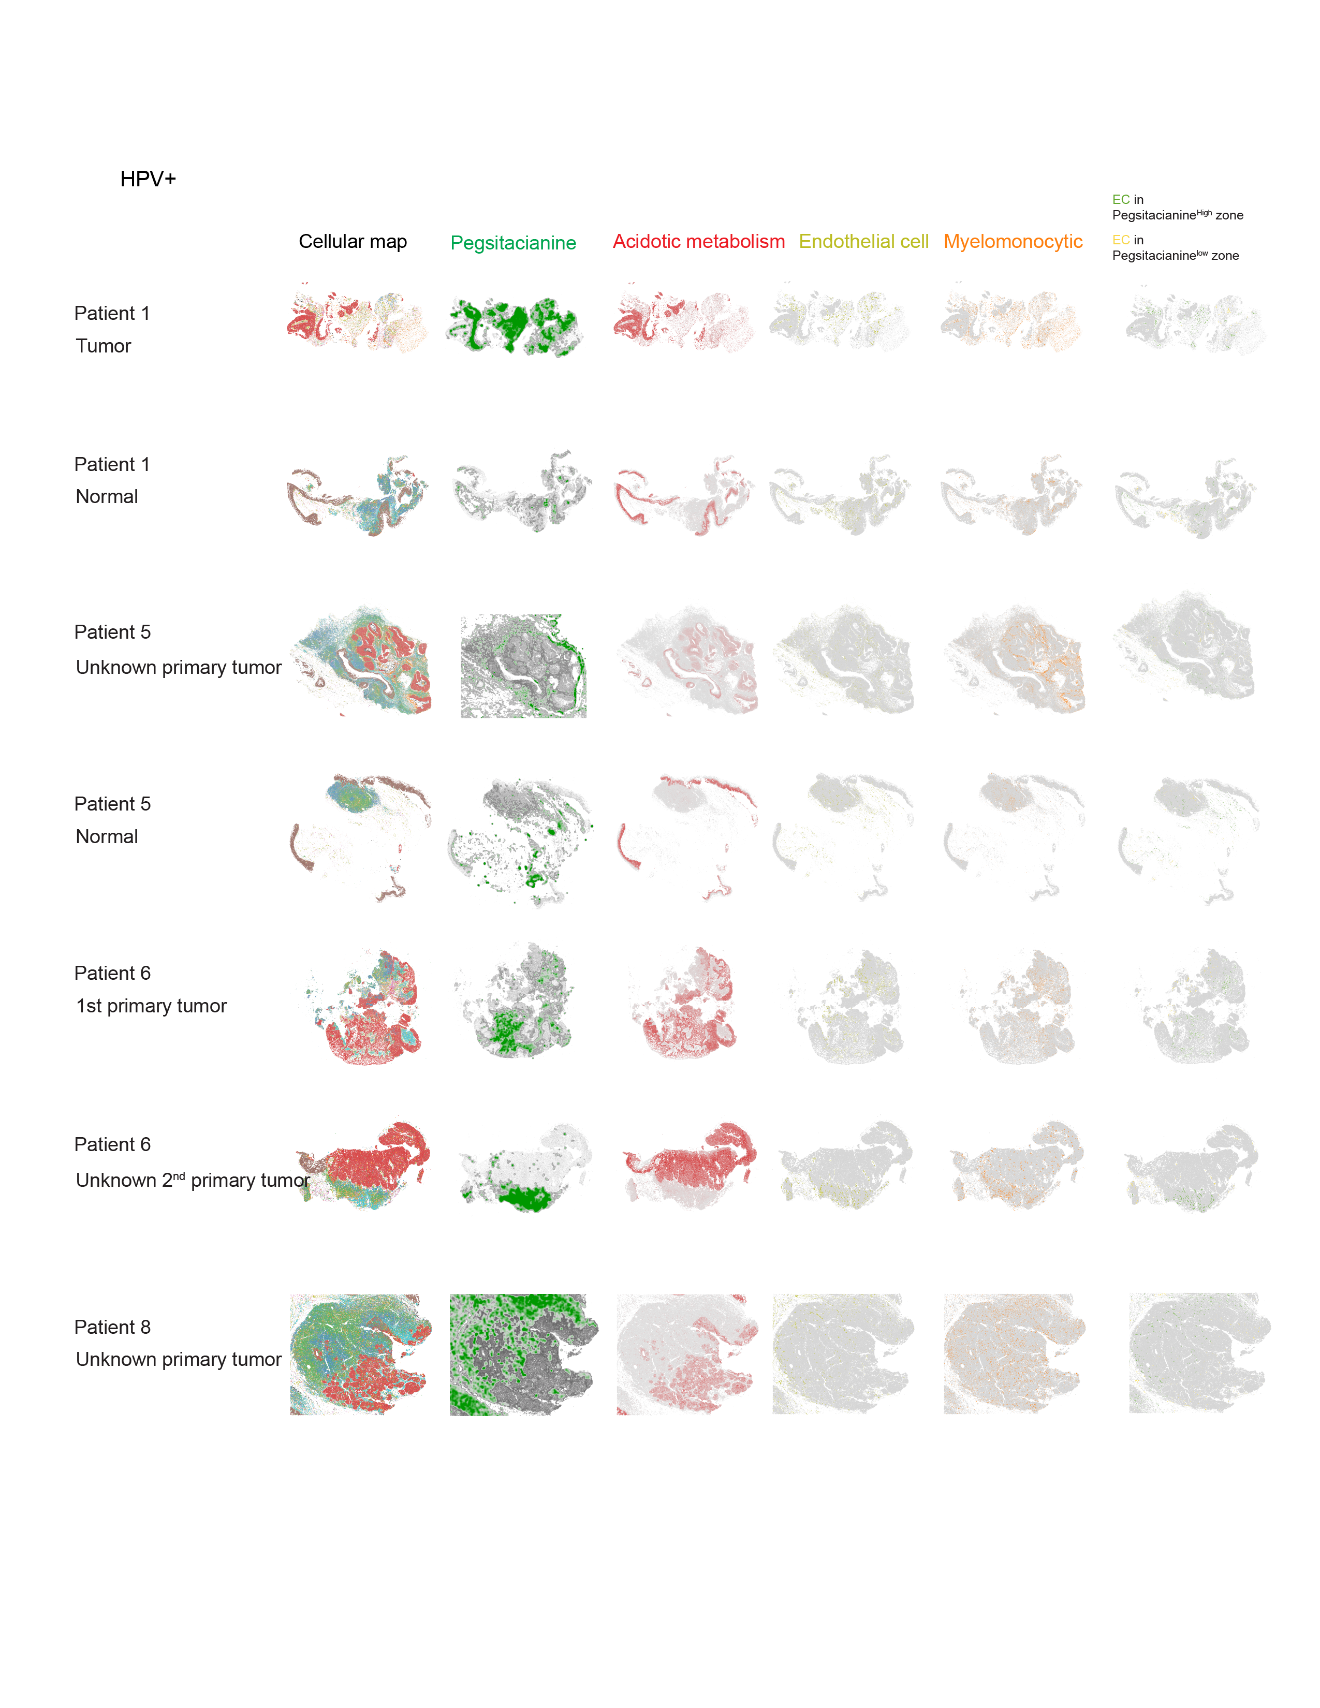 HPV+
EC in
Pegsitacianine^High zone
EC in
Pegsitacianine^low zone
Cellular map
Pegsitacianine
Acidotic metabolism
Endothelial cell
Myelomonocytic
Patient 1
Tumor
Patient 1
Normal
Patient 5
Unknown primary tumor
Patient 5
Normal
Patient 6
1st primary tumor
Patient 6
Unknown 2nd primary tumor
Patient 8
Unknown primary tumor